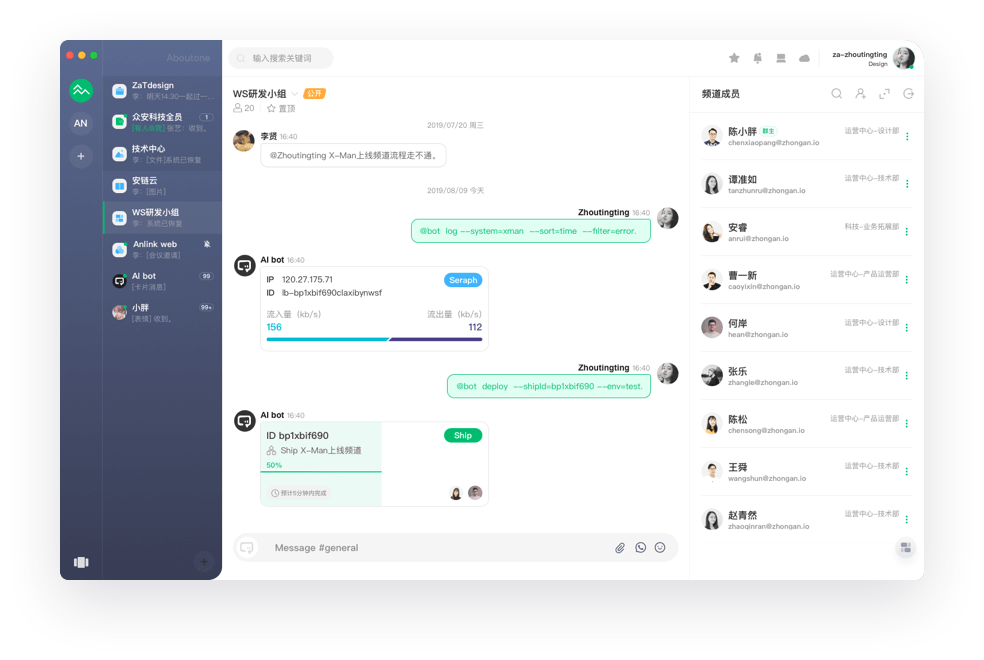 Aboutone
AN
ZaTdesign
李：明天14:30一起过一...
众安科技全员
1
[有人@我] 张艺：收到。
技术中心
李：[文件]系统已恢复
安链云
李：[图片]
WS研发小组
李：系统已恢复
Anlink web
李：[会议邀请]
AI bot
99
[卡片消息]
小胖
99+
[表情] 收到。
输入搜索关键词
za-zhoutingting
Design
WS研发小组
公开
20
置顶
2019/07/20 周三
李贤 16:40
@Zhoutingting X-Man上线频道流程走不通。
2019/08/09 今天
Zhoutingting 16:40
@bot log --system=xman --sort=time --filter=error.
AI bot 16:40
IP 120.27.175.71
Seraph
ID lb-bp1xbif690claxibynwsf
流入量（kb/s）
流出量（kb/s）
156
112
Zhoutingting 16:40
@bot deploy --shipId=bp1xbif690 --env=test.
AI bot 16:40
ID bp1xbif690
Ship
Ship X-Man上线频道
50%
预计5分钟内完成
Message #general
频道成员
陈小胖 群主
运营中心-设计部
chenxiaopang@zhongan.io
谭准如
运营中心-技术部
tanzhunru@zhongan.io
安睿
科技-业务拓展部
anrui@zhongan.io
曹一新
运营中心-产品运营部
caoyixin@zhongan.io
何岸
运营中心-设计部
hean@zhongan.io
张乐
运营中心-技术部
zhangle@zhongan.io
陈松
运营中心-产品运营部
chensong@zhongan.io
王舜
运营中心-技术部
wangshun@zhongan.io
赵青然
运营中心-技术部
zhaoqinran@zhongan.io